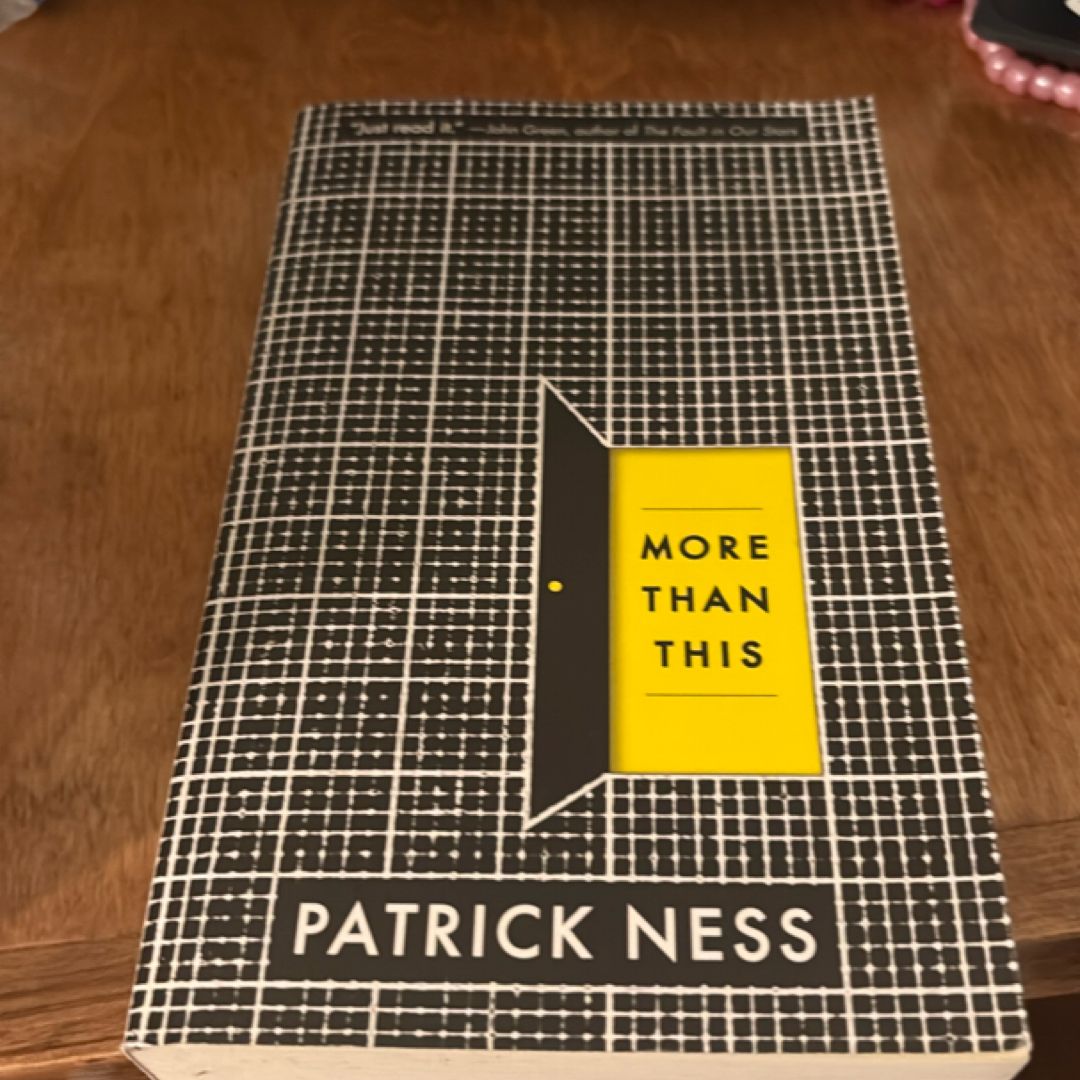 "Just read it." —John Green, author of The Fault in Our Stars
MORE
THAN
THIS
PATRICK NESS